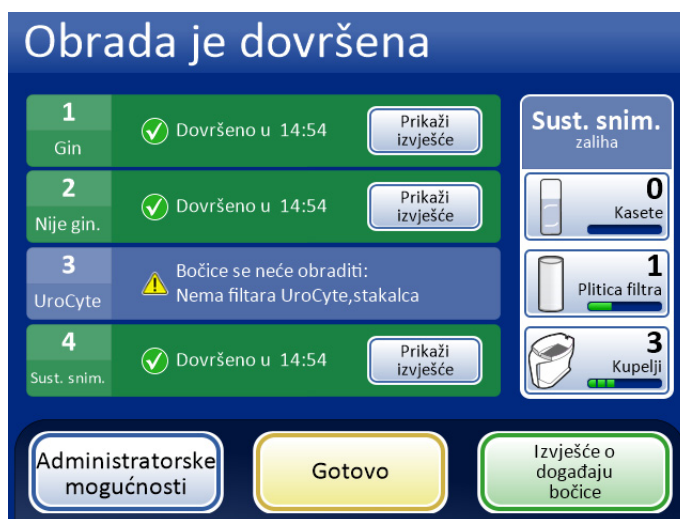 Obrada je dovršena
1
Gin
Dovršeno u 14:54
Prikaži
izvješće
2
Nije gin.
Dovršeno u 14:54
Prikaži
izvješće
3
UroCyte
Bočice se neće obraditi:
Nema filtara UroCyte,stakalca
4
Sust. snim.
Dovršeno u 14:54
Prikaži
izvješće
Sust. snim.
zaliha
0
Kasete
1
Plitica filtra
3
Kupelji
Administratorske
mogućnosti
Gotovo
Izvješće o
događaju
bočice